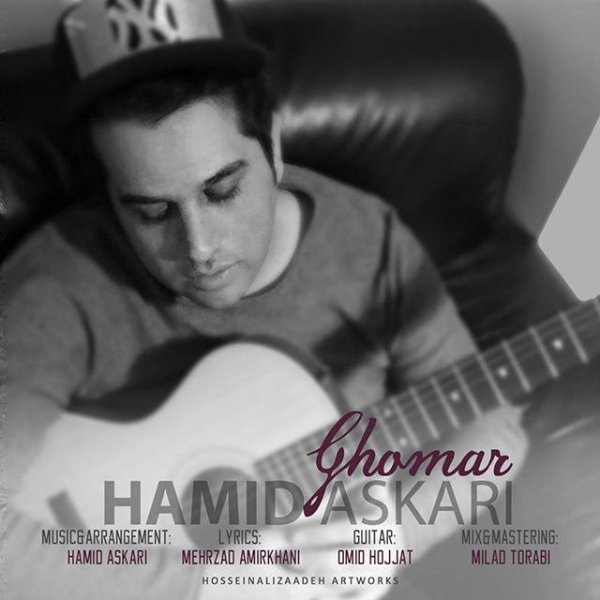 Ghomar
HAMID ASKARI
MUSIC&ARRANGEMENT: LYRICS: GUITAR: MIX&MASTERING:
HAMID ASKARI MEHRZAD AMIRKHANI OMID HOJJAT MILAD TORABI
HOSSEINALIZAADEH ARTWORKS